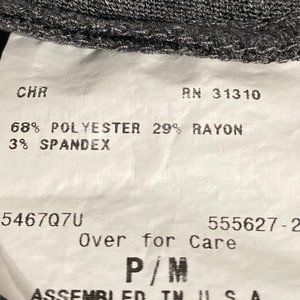 CHR RN 31310
68% POLYESTER 29% RAYON
3% SPANDEX
5467Q7U 555627-2
Over for Care
P/M
ASSEMBLED IN U.S.A.